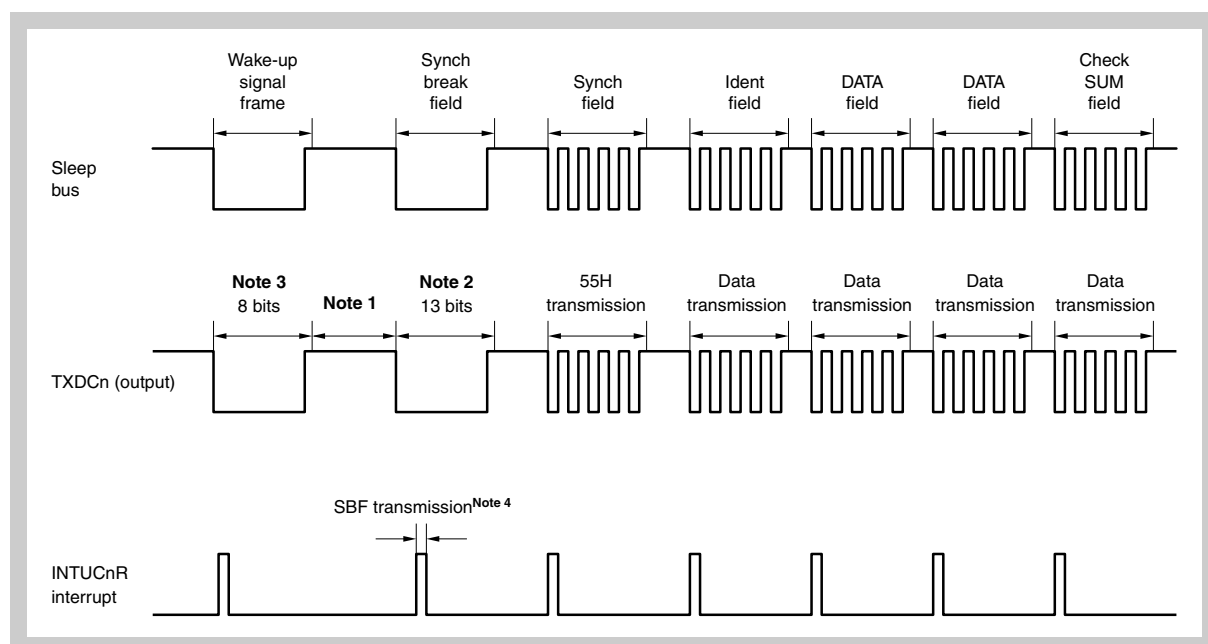 Wake-up
signal
frame
Synch
break
field
Synch
field
Ident
field
DATA
field
DATA
field
Check
SUM
field
Sleep
bus
Note 3
8 bits
Note 1
Note 2
13 bits
55H
transmission
Data
transmission
Data
transmission
Data
transmission
Data
transmission
TXDCn (output)
SBF transmissionNote 4
INTUCnR
interrupt